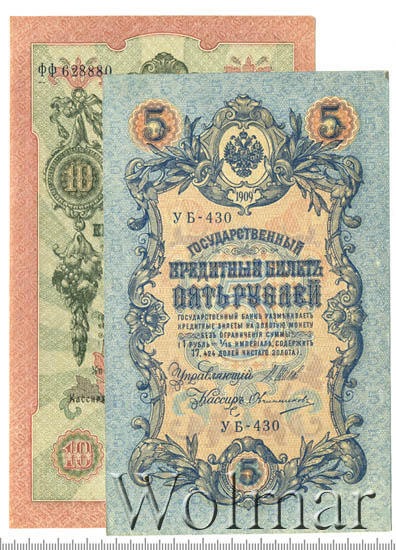 ФФ 628880
10
Кассир
10
5 5
1909
УБ-430
ГОСУДАРСТВЕННЫЙ
КРЕДИТНЫЙ БИЛЕТЪ
ПЯТЬ РУБЛЕЙ
ГОСУДАРСТВЕННЫЙ БАНКЪ РАЗМѢНИВАЕТЪ
КРЕДИТНЫЕ БИЛЕТЫ НА ЗОЛОТУЮ МОНЕТУ
БЕЗЪ ОГРАНИЧЕНІЯ СУММЫ
(1 РУБЛЬ = 1/15 ИМПЕРІАЛА, СОДЕРЖИТЪ
17,424 ДОЛЕЙ ЧИСТАГО ЗОЛОТА).
Управляющій
Кассиръ
УБ-430
5
Wolmar